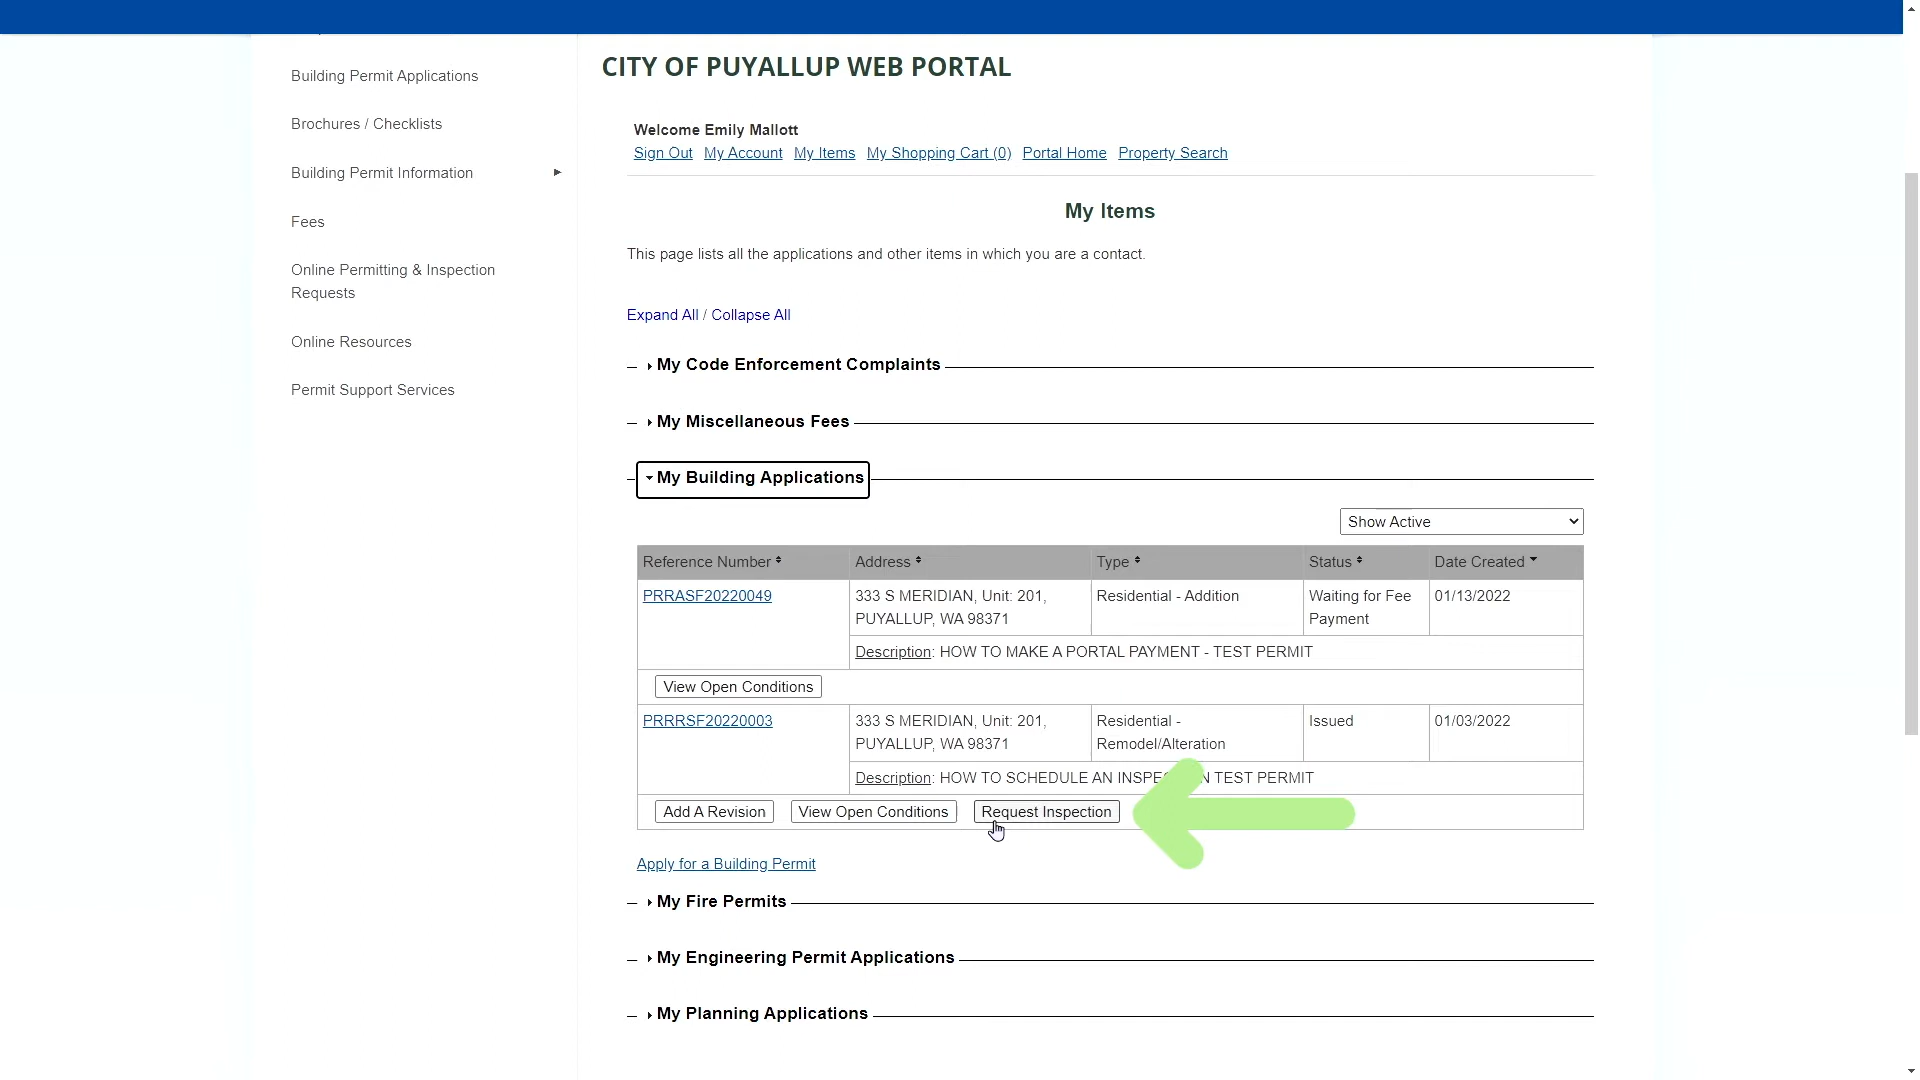 CITY OF PUYALLUP WEB PORTAL
Building Permit Applications
Brochures / Checklists
Building Permit Information
Fees
Online Permitting & Inspection
Requests
Online Resources
Permit Support Services
Welcome Emily Mallott
Sign Out My Account My Items My Shopping Cart (0) Portal Home Property Search
My Items
This page lists all the applications and other items in which you are a contact.
Expand All / Collapse All
My Code Enforcement Complaints
My Miscellaneous Fees
My Building Applications
Show Active
Reference Number Address Type Status Date Created
PRRASF20220049 333 S MERIDIAN, Unit: 201, Residential - Addition Waiting for Fee 01/13/2022
PUYALLUP, WA 98371 Payment
Description: HOW TO MAKE A PORTAL PAYMENT - TEST PERMIT
View Open Conditions
PRRRSF20220003 333 S MERIDIAN, Unit: 201, Residential - Issued 01/03/2022
PUYALLUP, WA 98371 Remodel/Alteration
Description: HOW TO SCHEDULE AN TEST PERMIT
Add A Revision View Open Conditions Request Inspection
Apply for a Building Permit
My Fire Permits
My Engineering Permit Applications
My Planning Applications